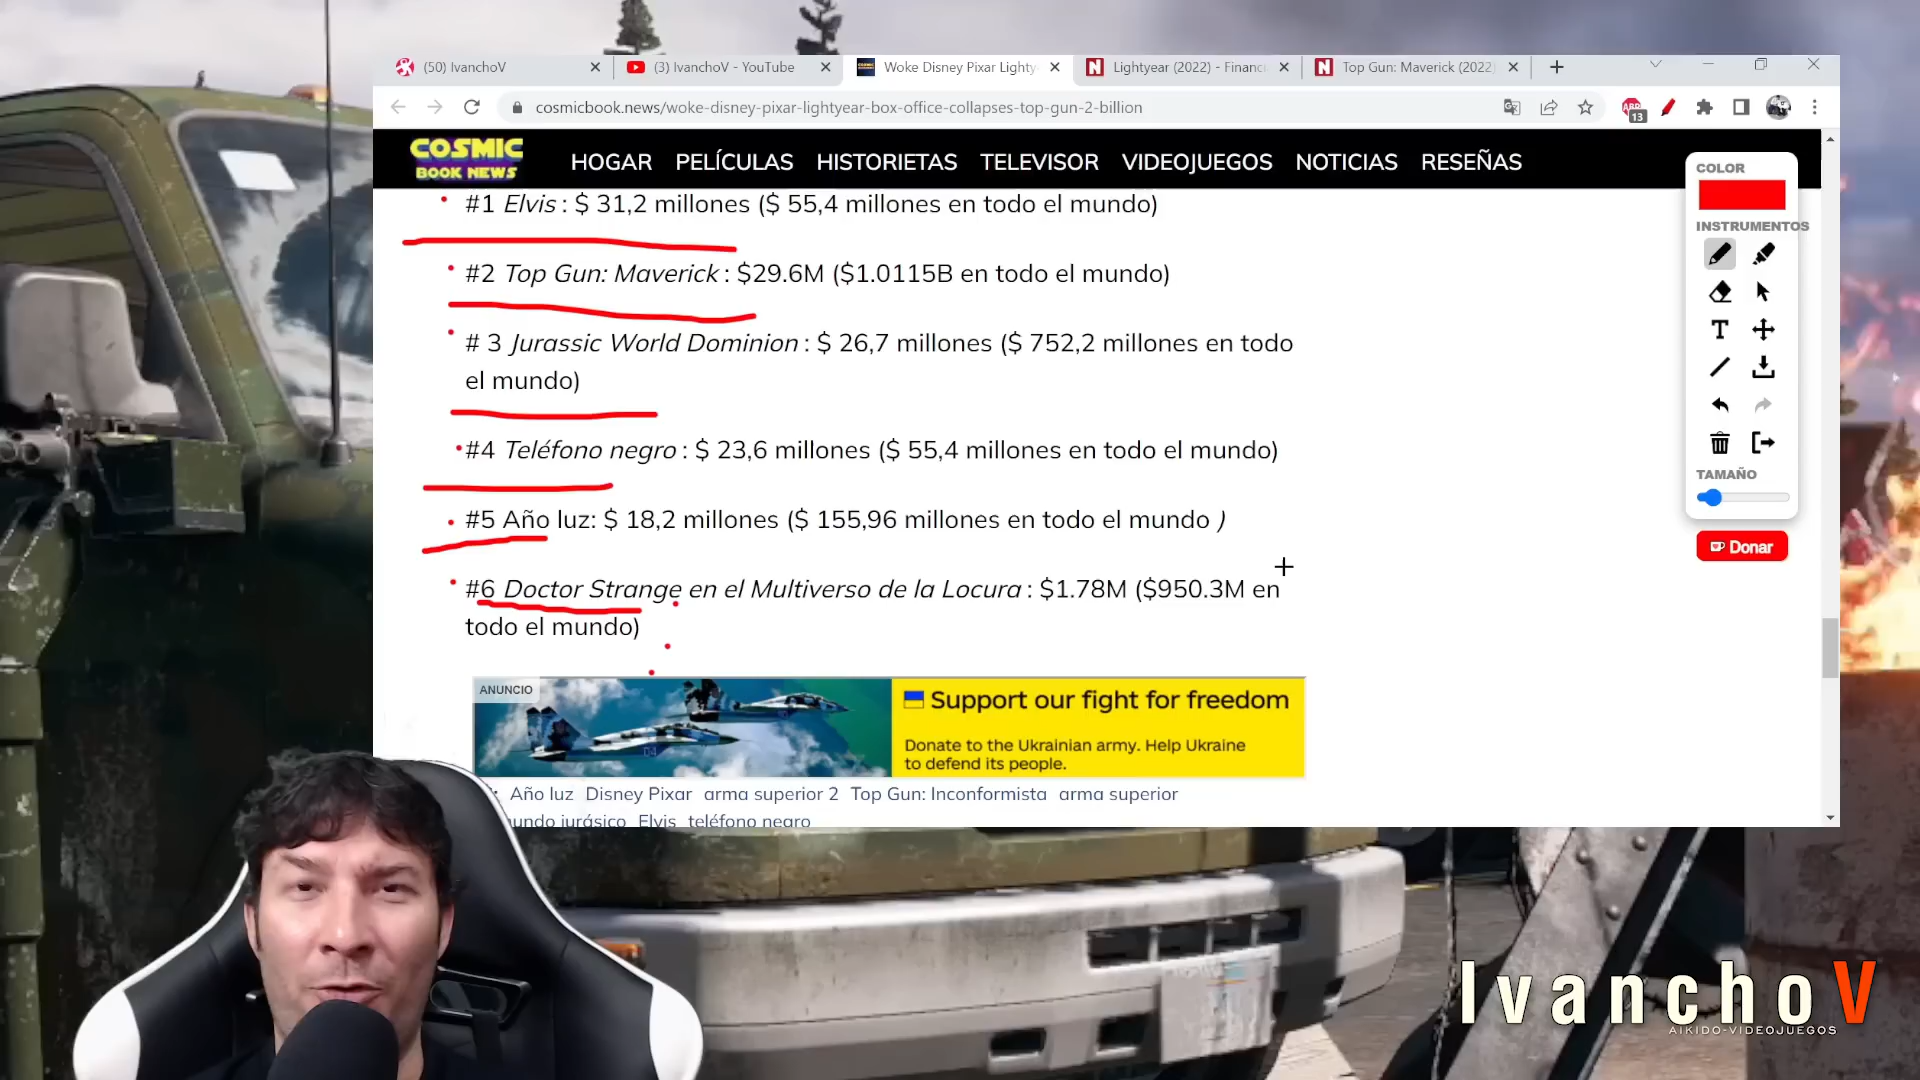 (50) IvanchoV
(3) IvanchoV - YouTube
Woke Disney Pixar Lighty
Lightyear (2022) - Financ
Top Gun: Maverick (2022)
cosmicbook.news/woke-disney-pixar-lightyear-box-office-collapses-top-gun-2-billion
ABP
13
COSMIC
BOOK NEWS
HOGAR PELÍCULAS HISTORIETAS TELEVISOR VIDEOJUEGOS NOTICIAS RESEÑAS
#1 Elvis : $ 31,2 millones ($ 55,4 millones en todo el mundo)
#2 Top Gun: Maverick : $29.6M ($1.0115B en todo el mundo)
# 3 Jurassic World Dominion : $ 26,7 millones ($ 752,2 millones en todo
el mundo)
#4 Teléfono negro : $ 23,6 millones ($ 55,4 millones en todo el mundo)
#5 Año luz: $ 18,2 millones ($ 155,96 millones en todo el mundo )
#6 Doctor Strange en el Multiverso de la Locura : $1.78M ($950.3M en
todo el mundo)
ANUNCIO
Support our fight for freedom
Donate to the Ukrainian army. Help Ukraine
to defend its people.
Año luz Disney Pixar arma superior 2 Top Gun: Inconformista arma superior
jurásico Elvis teléfono negro
COLOR
INSTRUMENTOS
T
TAMAÑO
Donar
IvanchoV
AIKIDO-VIDEOJUEGOS